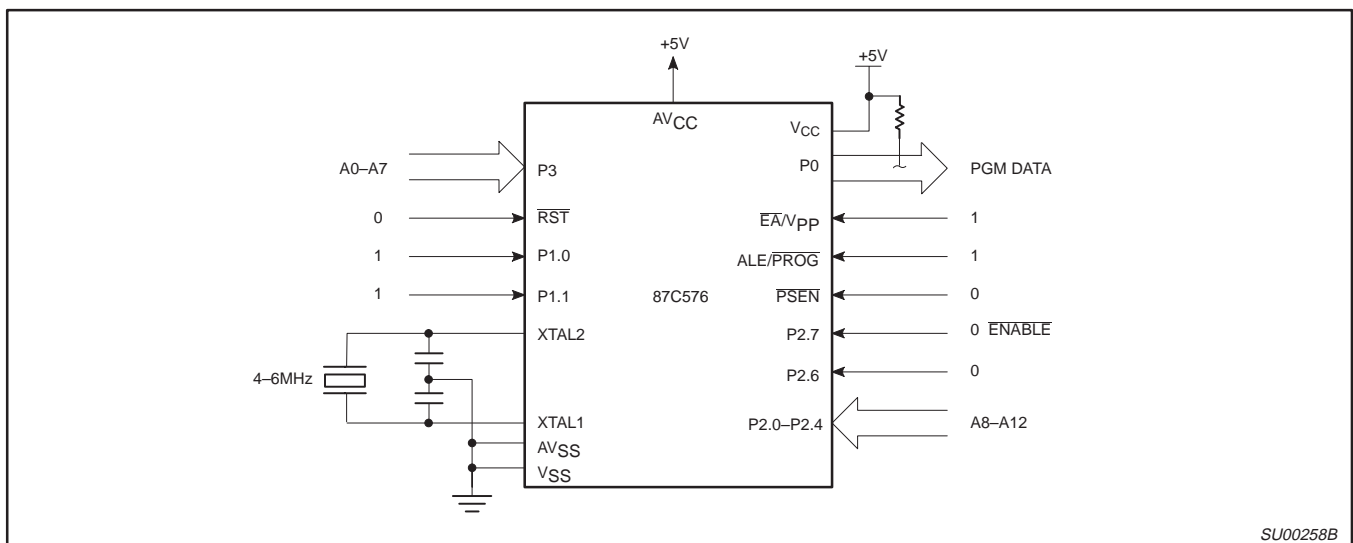 +5V
+5V
AVCC
VCC
A0–A7
P3
P0
PGM DATA
0
RST
EA/VPP
1
1
P1.0
ALE/PROG
1
1
P1.1
87C576
PSEN
0
XTAL2
P2.7
0 ENABLE
4–6MHz
P2.6
0
XTAL1
P2.0–P2.4
A8–A12
AVSS
VSS
SU00258B